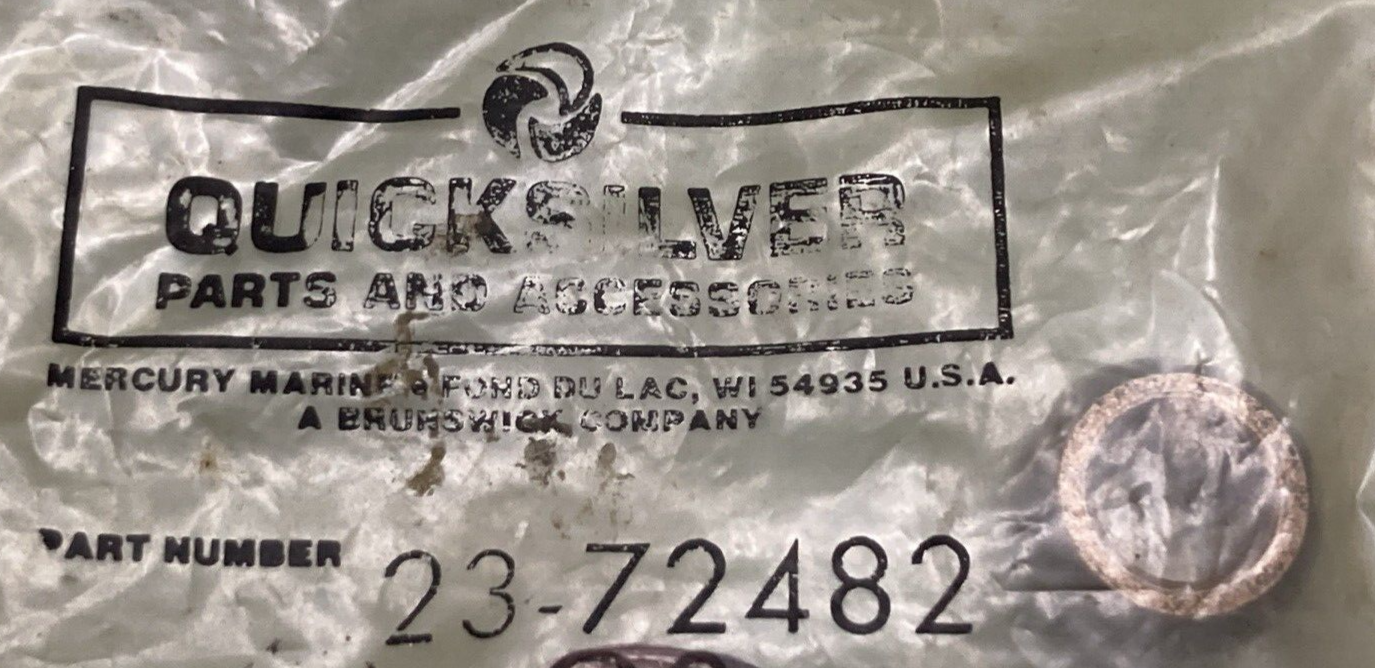 QUICKSILVER
PARTS AND ACCESSORIES
MERCURY MARINE • FOND DU LAC, WI 54935 U.S.A.
A BRUNSWICK COMPANY
PART NUMBER 23-72482